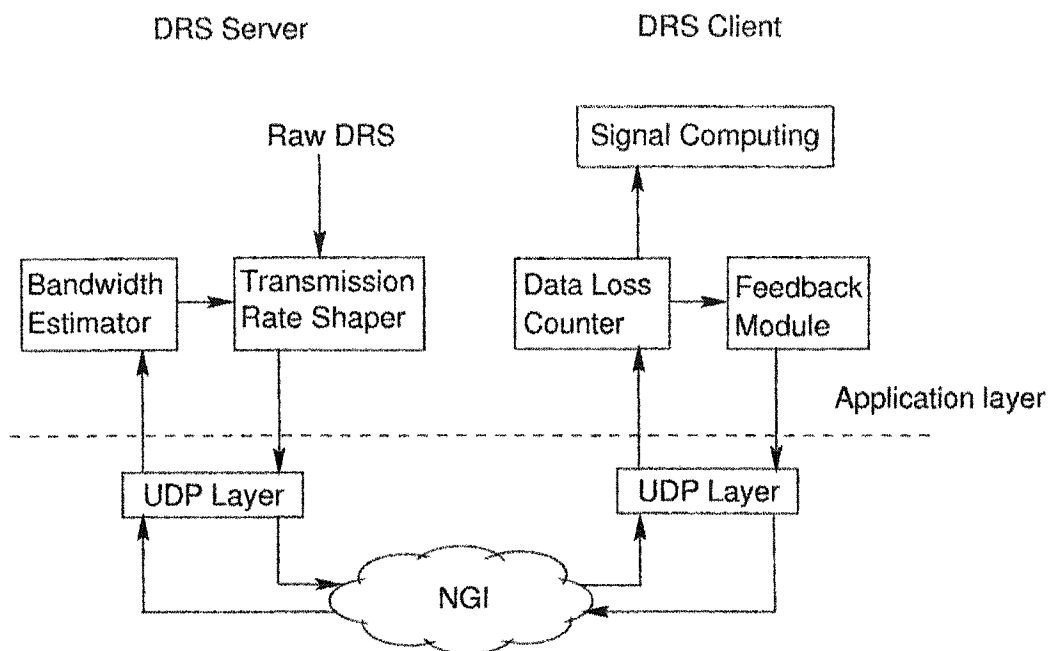 DRS Server
DRS Client
Raw DRS
Signal Computing
Bandwidth
Estimator
Transmission
Rate Shaper
Data Loss
Counter
Feedback
Module
Application layer
UDP Layer
UDP Layer
NGI